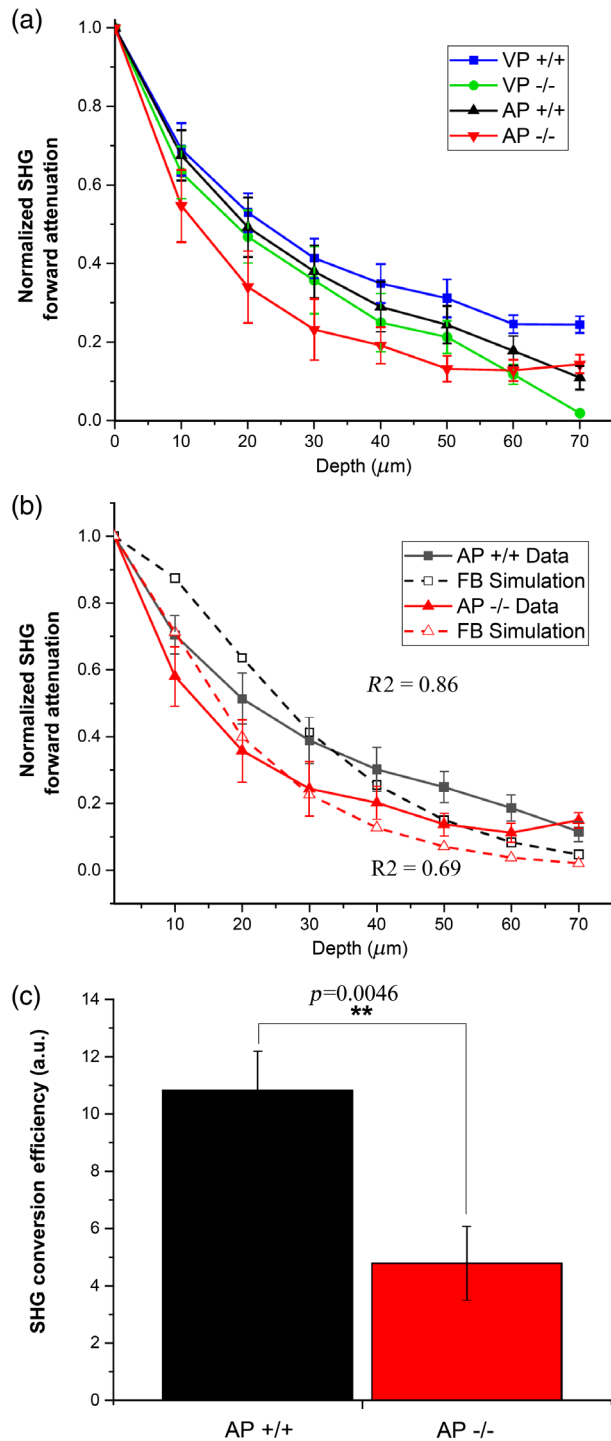 (a)
VP +/+
VP -/-
AP +/+
AP -/-
Normalized SHG
forward attenuation
1.0
0.8
0.6
0.4
0.2
0.0
0 10 20 30 40 50 60 70
Depth (μm)
(b)
AP +/+ Data
FB Simulation
AP -/- Data
FB Simulation
R2 = 0.86
R2 = 0.69
Normalized SHG
forward attenuation
1.0
0.8
0.6
0.4
0.2
0.0
10 20 30 40 50 60 70
Depth (μm)
(c)
p=0.0046
**
SHG conversion efficiency (a.u.)
14
12
10
8
6
4
2
0
AP +/+ AP -/-